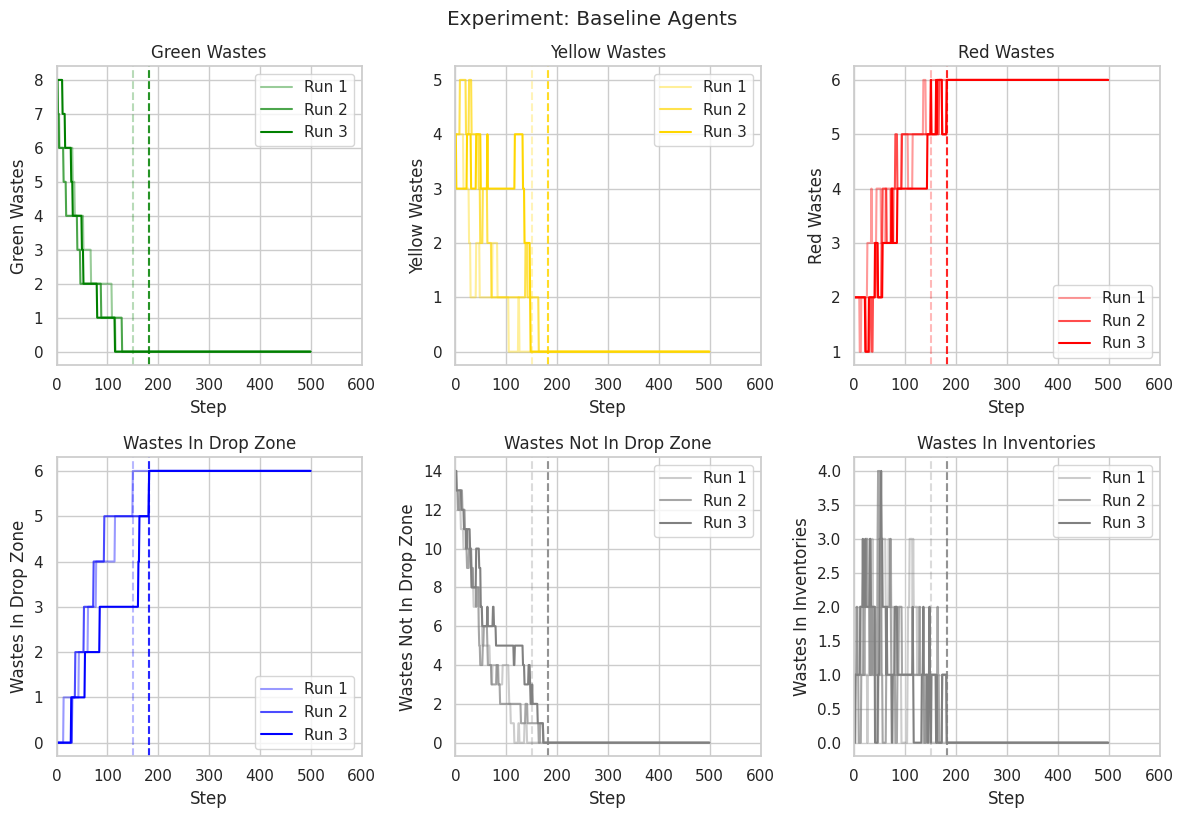 Experiment: Baseline Agents
Green Wastes
Yellow Wastes
Red Wastes
Green Wastes
8
7
6
5
4
3
2
1
0
Run 1
Run 2
Run 3
0 100 200 300 400 500 600
Step
Yellow Wastes
5
4
3
2
1
0
Run 1
Run 2
Run 3
0 100 200 300 400 500 600
Step
Red Wastes
6
5
4
3
2
1
Run 1
Run 2
Run 3
0 100 200 300 400 500 600
Step
Wastes In Drop Zone
Wastes Not In Drop Zone
Wastes In Inventories
Wastes In Drop Zone
6
5
4
3
2
1
0
Run 1
Run 2
Run 3
0 100 200 300 400 500 600
Step
Wastes Not In Drop Zone
14
12
10
8
6
4
2
0
Run 1
Run 2
Run 3
0 100 200 300 400 500 600
Step
Wastes In Inventories
4.0
3.5
3.0
2.5
2.0
1.5
1.0
0.5
0.0
Run 1
Run 2
Run 3
0 100 200 300 400 500 600
Step